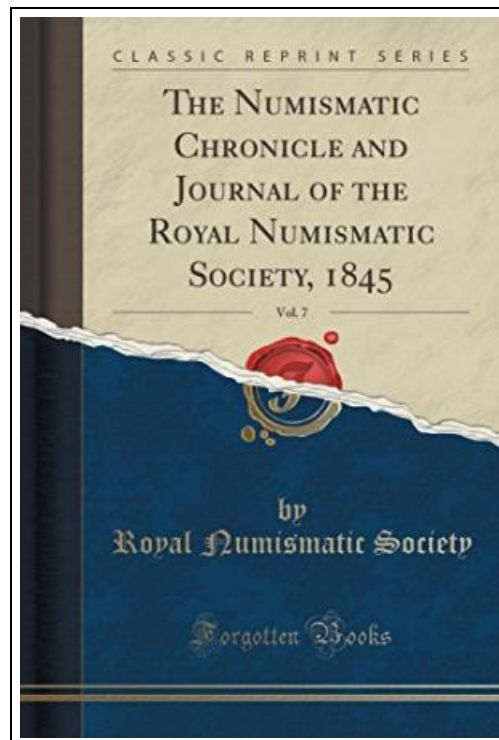 CLASSIC REPRINT SERIES
THE NUMISMATIC
CHRONICLE AND
JOURNAL OF THE
ROYAL NUMISMATIC
SOCIETY, 1845
Vol. 7
by
Royal Numismatic Society
Forgotten Books